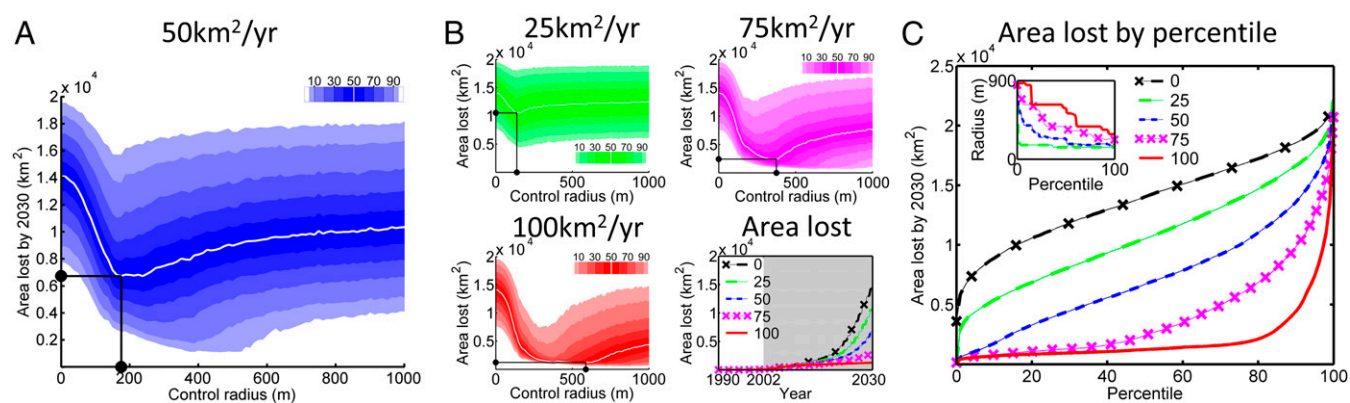 A
50km²/yr
x 10⁴
10 30 50 70 90
2
1.8
1.6
1.4
1.2
1
0.8
0.6
0.4
0.2
Area lost by 2030 (km²)
0 200 400 600 800 1000
Control radius (m)
B
25km²/yr
x 10⁴
2
1.5
1
0.5
Area lost (km²)
10 30 50 70 90
0 500 1000
Control radius (m)
75km²/yr
x 10⁴
10 30 50 70 90
2
1.5
1
0.5
Area lost (km²)
0 500 1000
Control radius (m)
100km²/yr
x 10⁴
10 30 50 70 90
2
1.5
1
0.5
Area lost (km²)
0 500 1000
Control radius (m)
Area lost
x 10⁴
2
1.5
1
0.5
0
Area lost (km²)
0
25
50
75
100
1990 2002 2030
Year
C
Area lost by percentile
x 10⁴
2.5
2
1.5
1
0.5
0
Area lost by 2030 (km²)
900
0
Radius (m)
0 100
Percentile
0
25
50
75
100
0 20 40 60 80 100
Percentile